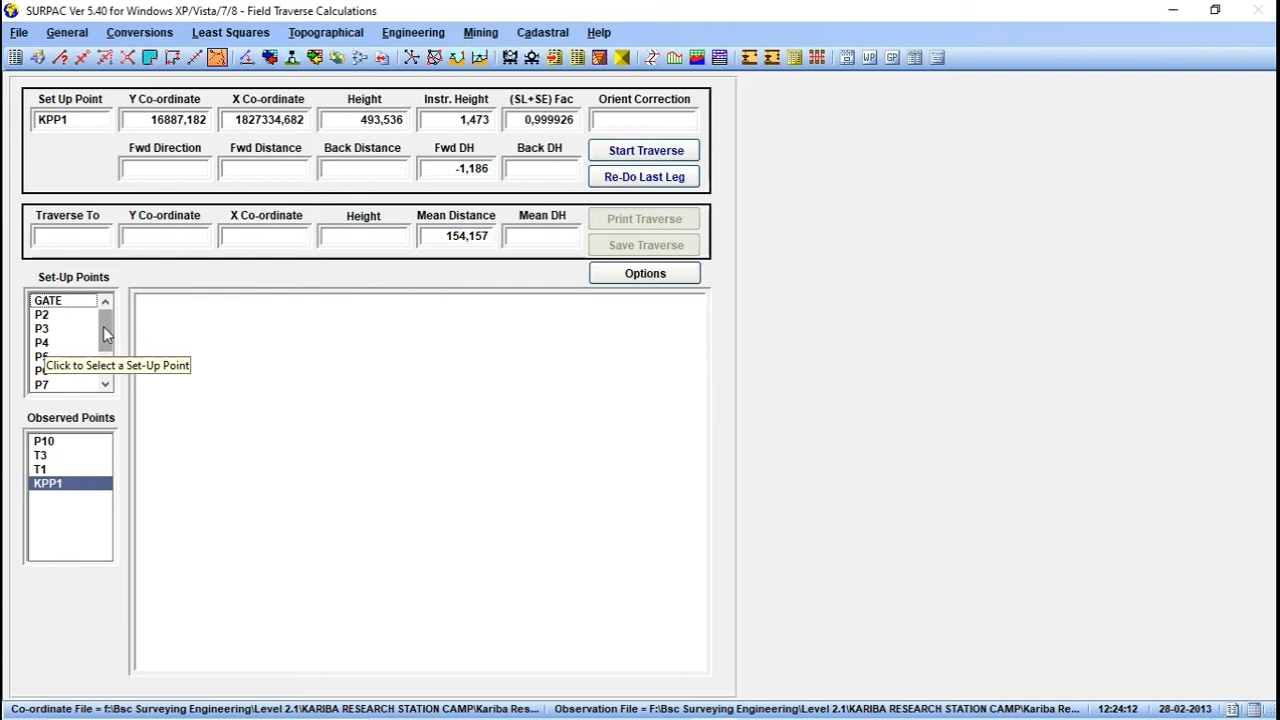 SURPAC Ver 5.40 for Windows XP/Vista/7/8 - Field Traverse Calculations
File General Conversions Least Squares Topographical Engineering Mining Cadastral Help
WP GP
Set Up Point Y Co-ordinate X Co-ordinate Height Instr. Height (SL+SE) Fac Orient Correction
KPP1 16887,182 1827334,682 493,536 1,473 0,999926
Fwd Direction Fwd Distance Back Distance Fwd DH Back DH Start Traverse
-1,186 Re-Do Last Leg
Traverse To Y Co-ordinate X Co-ordinate Height Mean Distance Mean DH Print Traverse
154,157 Save Traverse
Set-Up Points Options
GATE
P2
P3
P4
Click to Select a Set-Up Point
P7
Observed Points
P10
T3
T1
KPP1
Co-ordinate File = f:\Bsc Surveying Engineering\Level 2.1\KARIBA RESEARCH STATION CAMP\Kariba Res... Observation File = F:\Bsc Surveying Engineering\Level 2.1\KARIBA RESEARCH STATION CAMP\Kariba Re... 12:24:12 28-02-2013